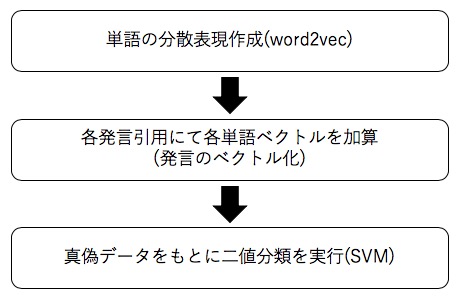 単語の分散表現作成(word2vec)
各発言引用にて各単語ベクトルを加算
(発言のベクトル化)
真偽データをもとに二値分類を実行(SVM)